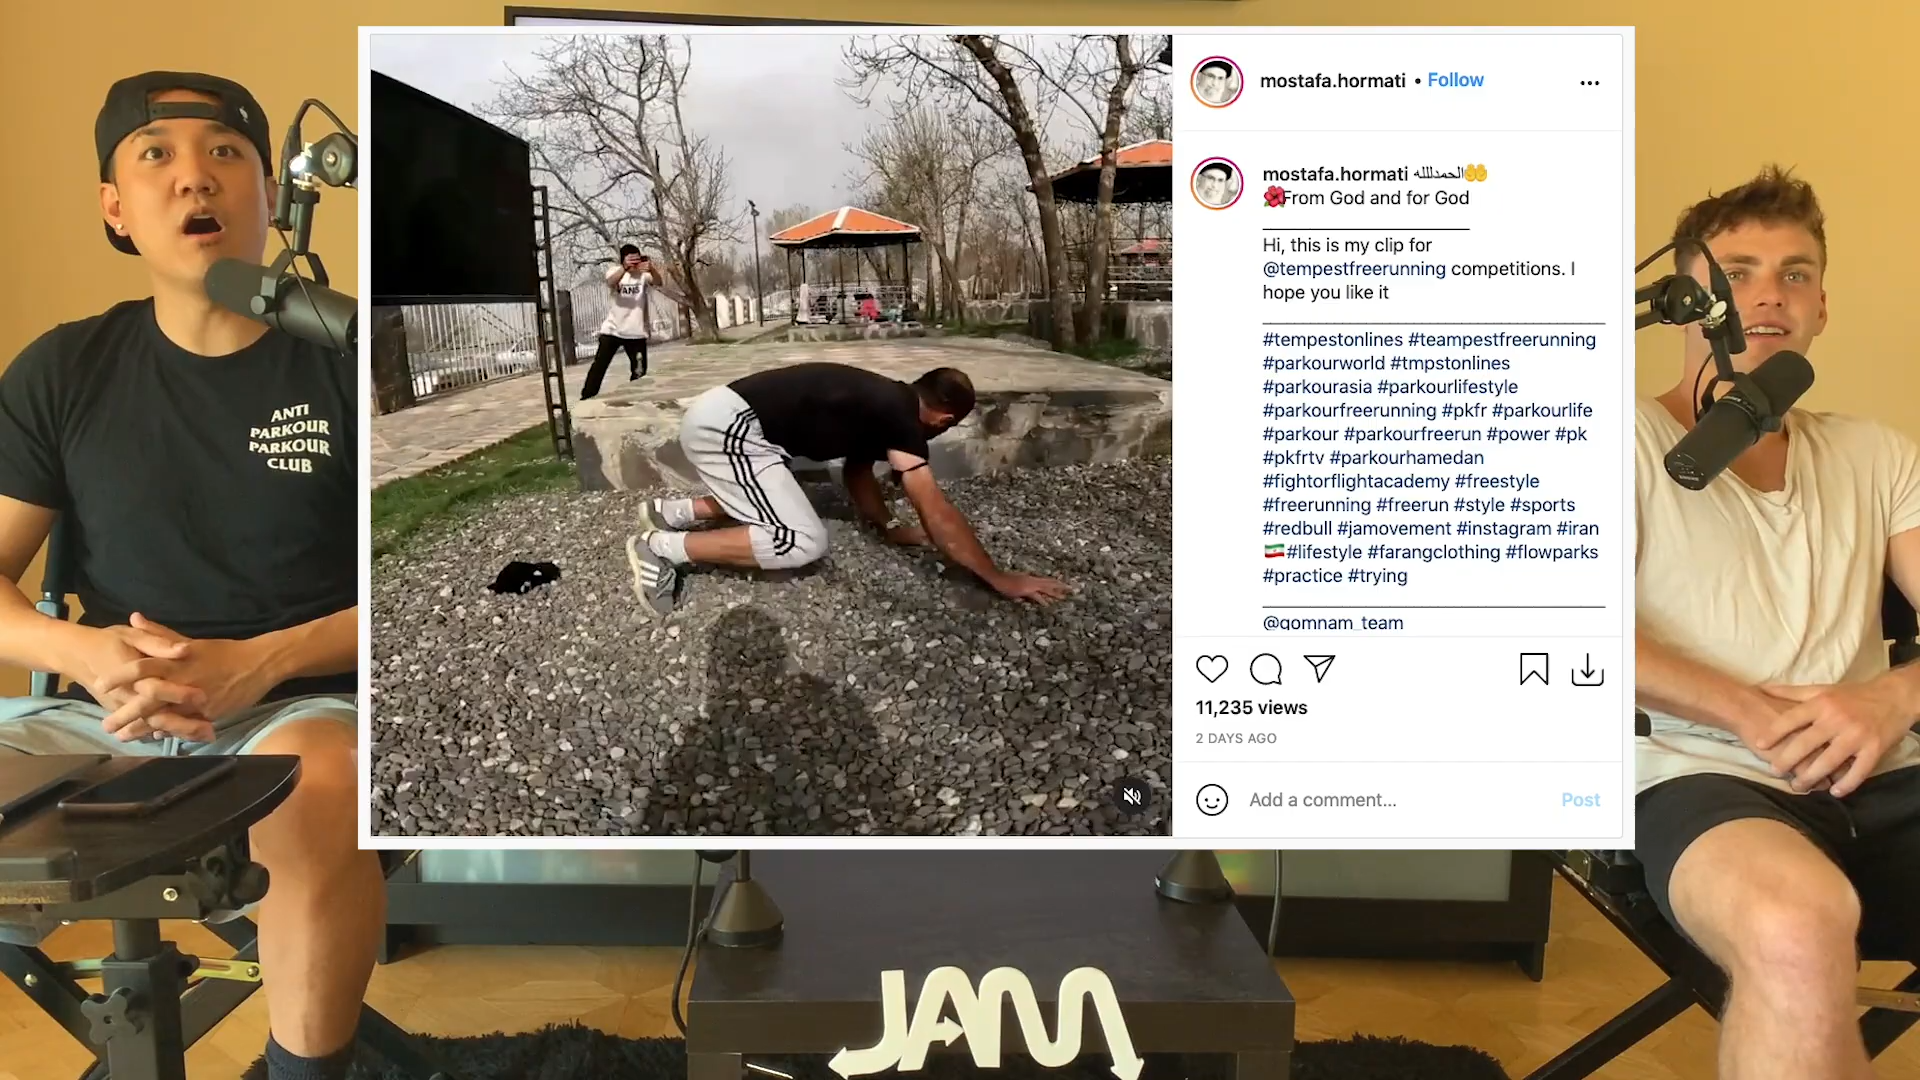 mostafa.hormati • Follow
mostafa.hormati الحمدلللله🤲
🌺From God and for God
Hi, this is my clip for
@tempestfreerunning competitions. I
hope you like it
#tempestonlines #teampestfreerunning
#parkourworld #tmpstonlines
#parkourasia #parkourlifestyle
#parkourfreerunning #pkfr #parkourlife
#parkour #parkourfreerun #power #pk
#pkfrtv #parkourhamedan
#fightorflightacademy #freestyle
#freerunning #freerun #style #sports
#redbull #jamovement #instagram #iran
🇮🇷#lifestyle #farangclothing #flowparks
#practice #trying
@gomnam_team
11,235 views
2 DAYS AGO
Add a comment... Post
VANS
ANTI
PARKOUR
PARKOUR
CLUB
JAM